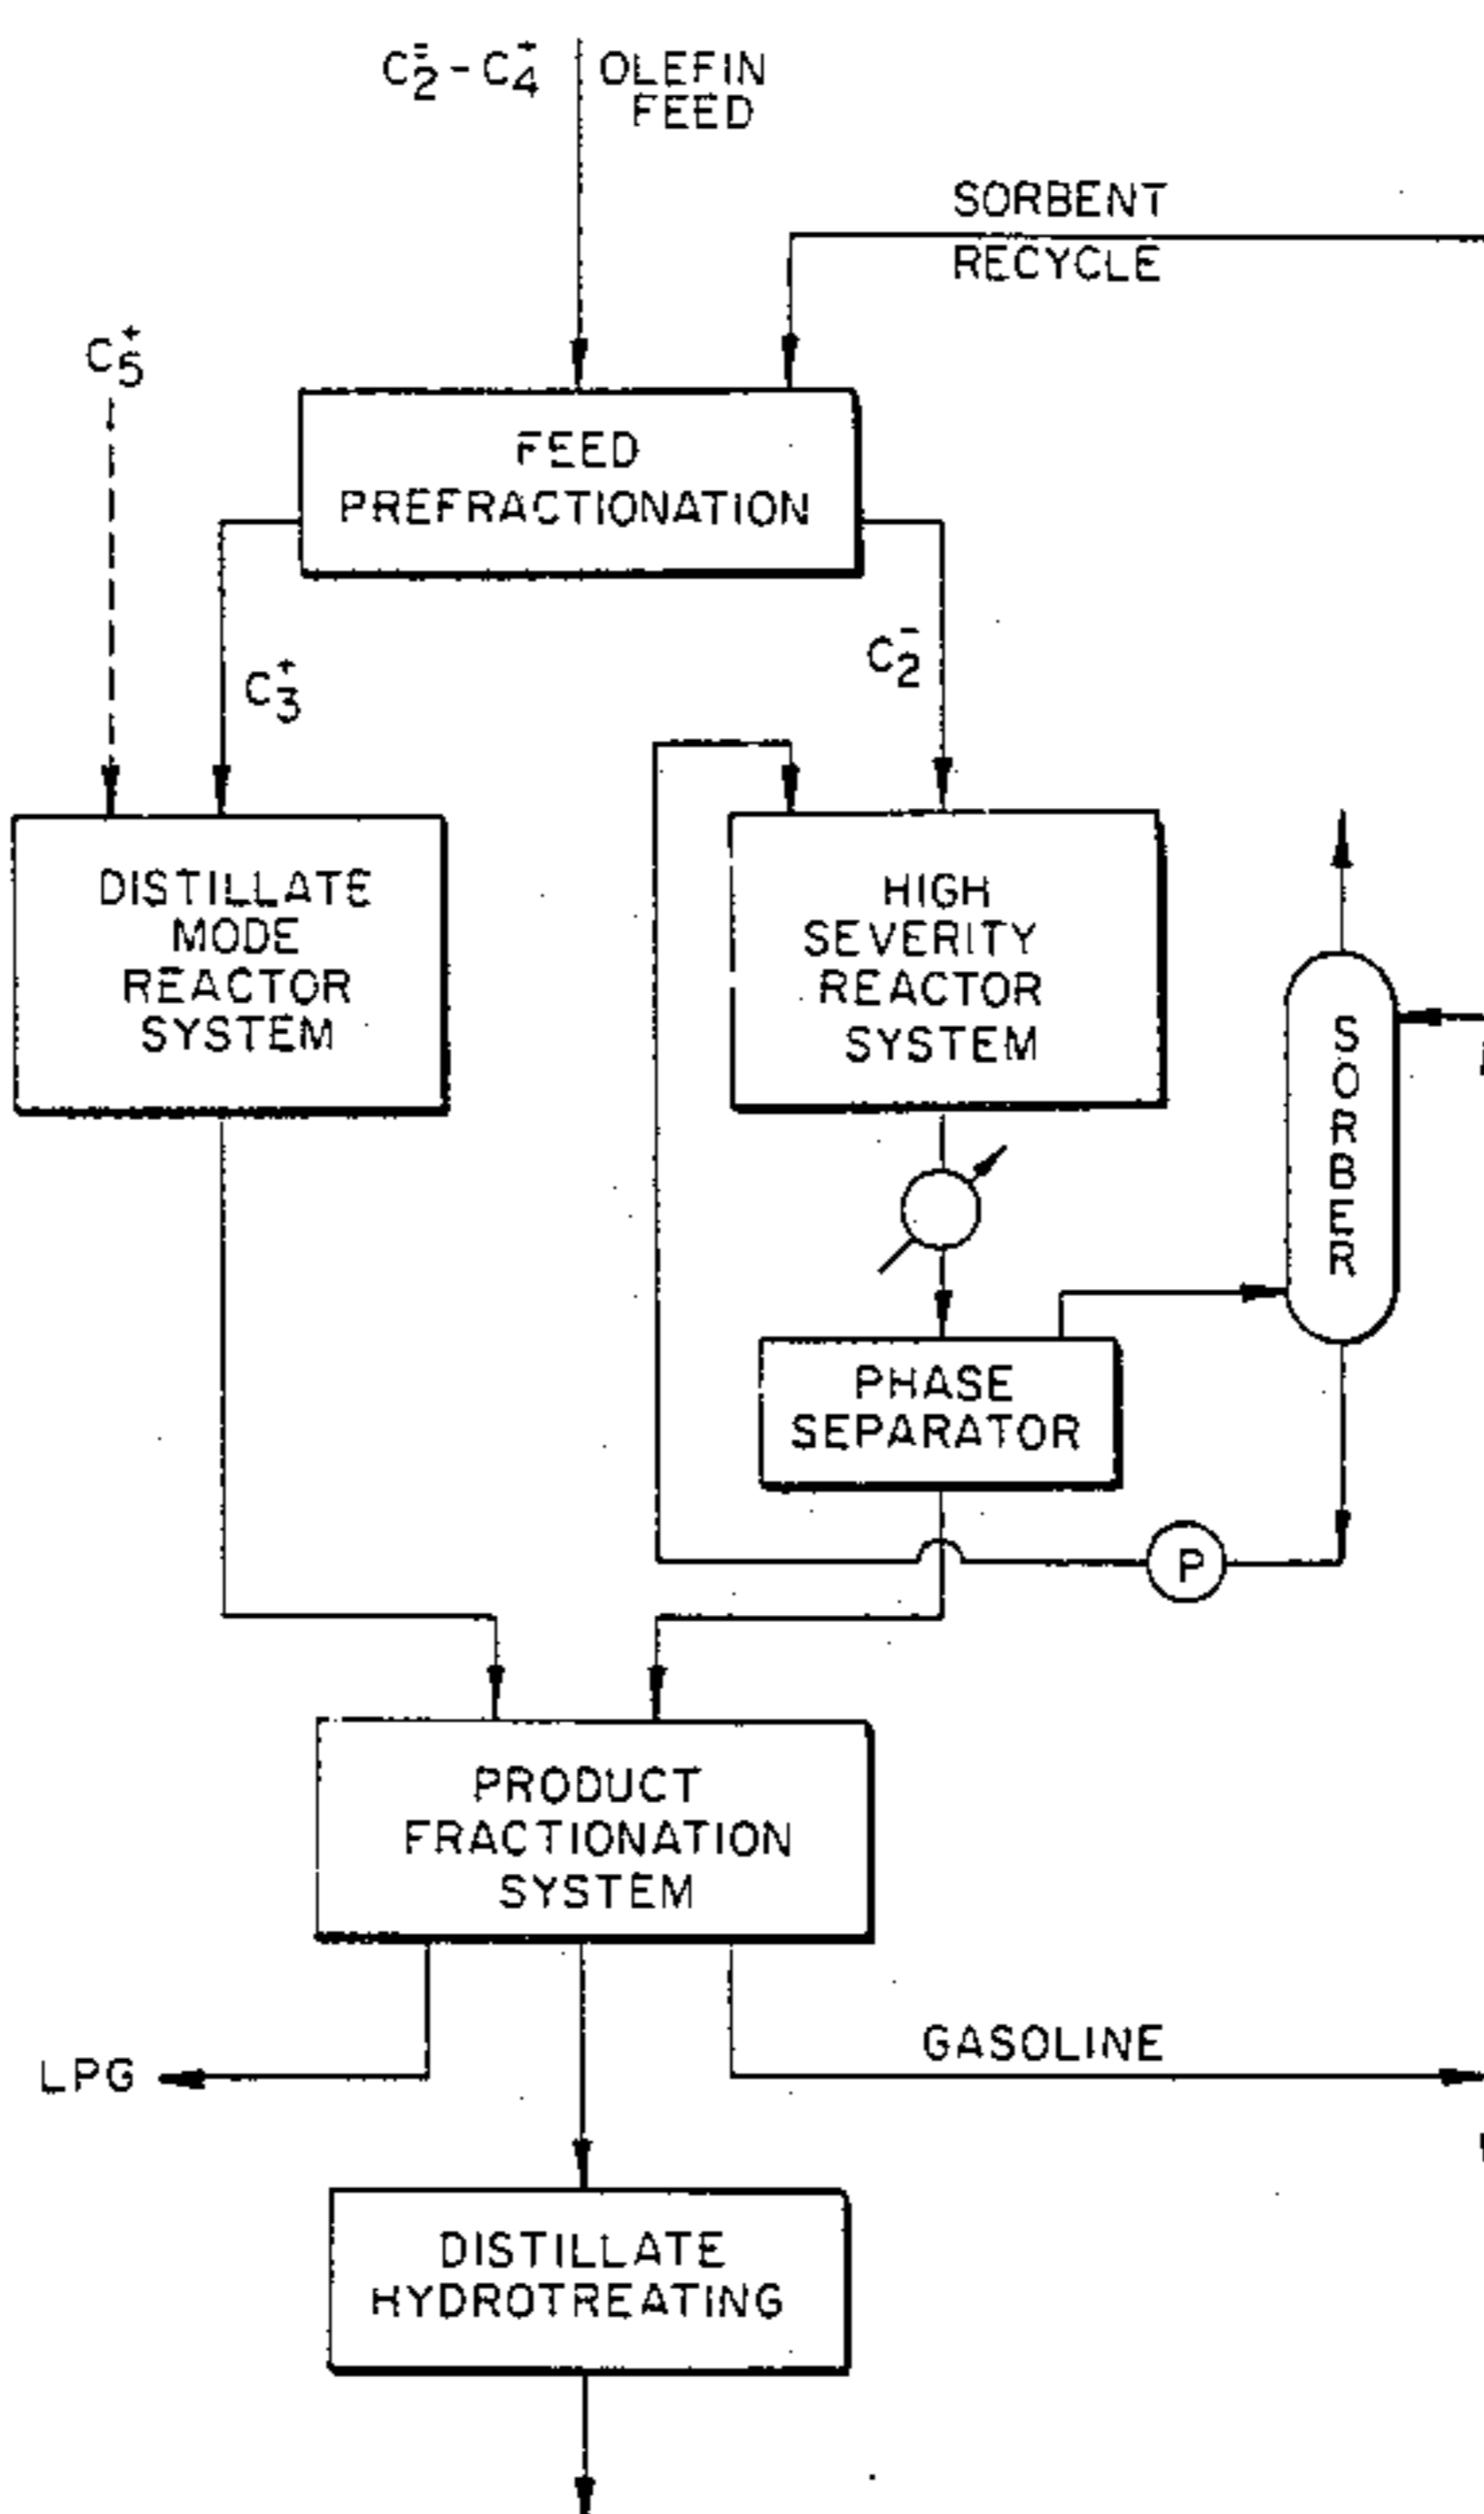 C₂⁼-C₄⁺ OLEFIN
FEED
SORBENT
RECYCLE
C₅⁺
FEED
PREFRACTIONATION
C₃⁺
C₂⁻
DISTILLATE
MODE
REACTOR
SYSTEM
HIGH
SEVERITY
REACTOR
SYSTEM
SORBER
PHASE
SEPARATOR
P
PRODUCT
FRACTIONATION
SYSTEM
LPG
GASOLINE
DISTILLATE
HYDROTREATING